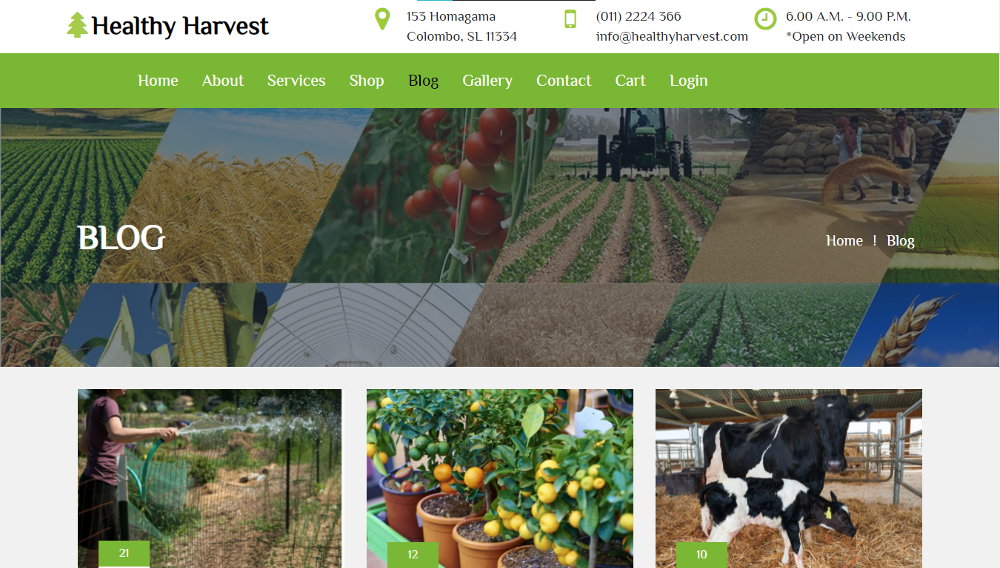 Healthy Harvest
153 Homagama
Colombo, SL 11334
(011) 2224 366
info@healthyharvest.com
6.00 A.M. - 9.00 P.M.
*Open on Weekends
Home About Services Shop Blog Gallery Contact Cart Login
BLOG
Home ! Blog
21
12
10